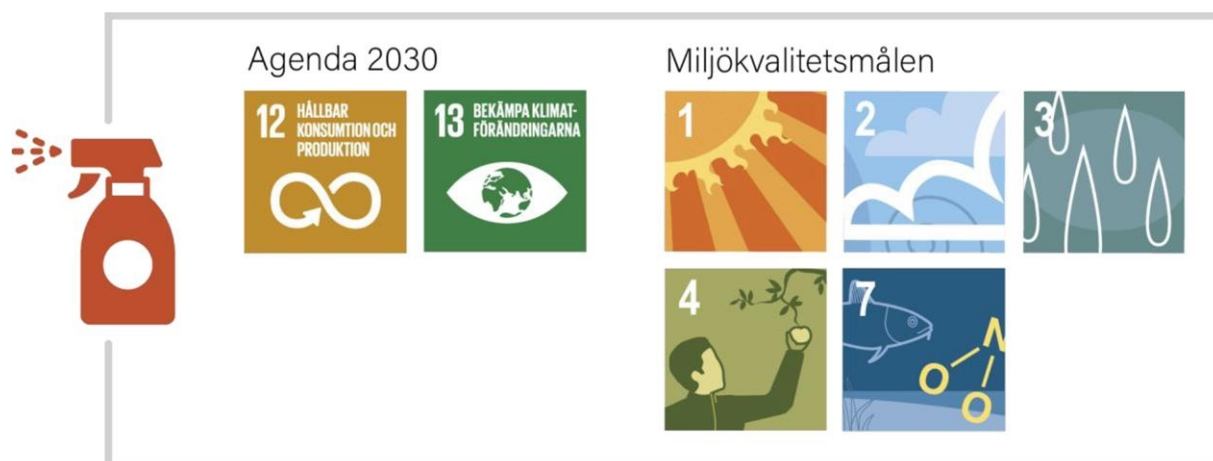 Agenda 2030
12 HÅLLBAR
KONSUMTION OCH
PRODUKTION
13 BEKÄMPA KLIMAT-
FÖRÄNDRINGARNA
Miljökvalitetsmålen
1
2
3
4
7
N
O
O